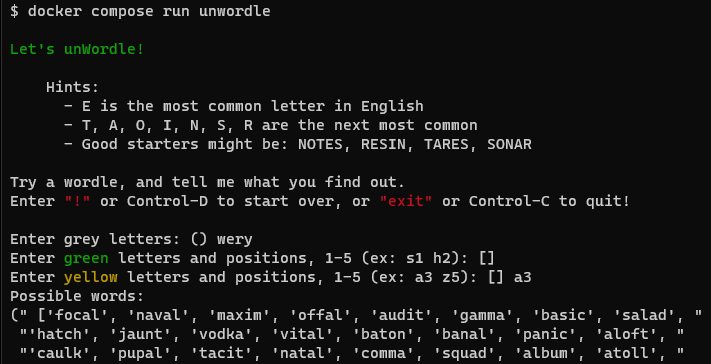 $ docker compose run unwordle
Let's unWordle!
Hints:
- E is the most common letter in English
- T, A, O, I, N, S, R are the next most common
- Good starters might be: NOTES, RESIN, TARES, SONAR
Try a wordle, and tell me what you find out.
Enter "!" or Control-D to start over, or "exit" or Control-C to quit!
Enter grey letters: () wery
Enter green letters and positions, 1-5 (ex: s1 h2): []
Enter yellow letters and positions, 1-5 (ex: a3 z5): [] a3
Possible words:
(" ['focal', 'naval', 'maxim', 'offal', 'audit', 'gamma', 'basic', 'salad', "
"'hatch', 'jaunt', 'vodka', 'vital', 'baton', 'banal', 'panic', 'aloft', "
"'caulk', 'pupal', 'tacit', 'natal', 'comma', 'squad', 'album', 'atoll', "